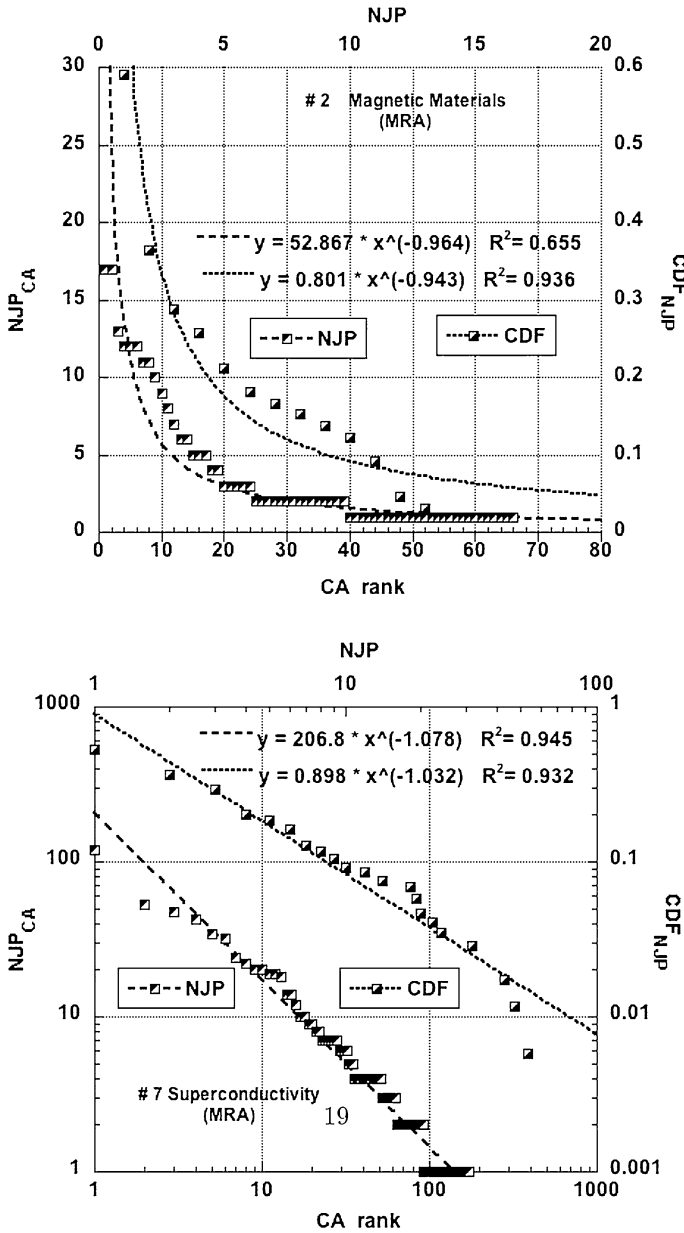 NJP
0 5 10 15 20
30 0.6
# 2 Magnetic Materials
(MRA)
25 0.5
20 0.4
y = 52.867 * x^(-0.964) R²= 0.655
y = 0.801 * x^(-0.943) R²= 0.936
NJP_CA
CDF_NJP
15 0.3
NJP CDF
10 0.2
5 0.1
0 0
0 10 20 30 40 50 60 70 80
CA rank
NJP
1 10 100
1000 1
y = 206.8 * x^(-1.078) R²= 0.945
y = 0.898 * x^(-1.032) R²= 0.932
100 0.1
NJP_CA
CDF_NJP
NJP CDF
10 0.01
# 7 Superconductivity
(MRA)
19
1 0.001
1 10 100 1000
CA rank